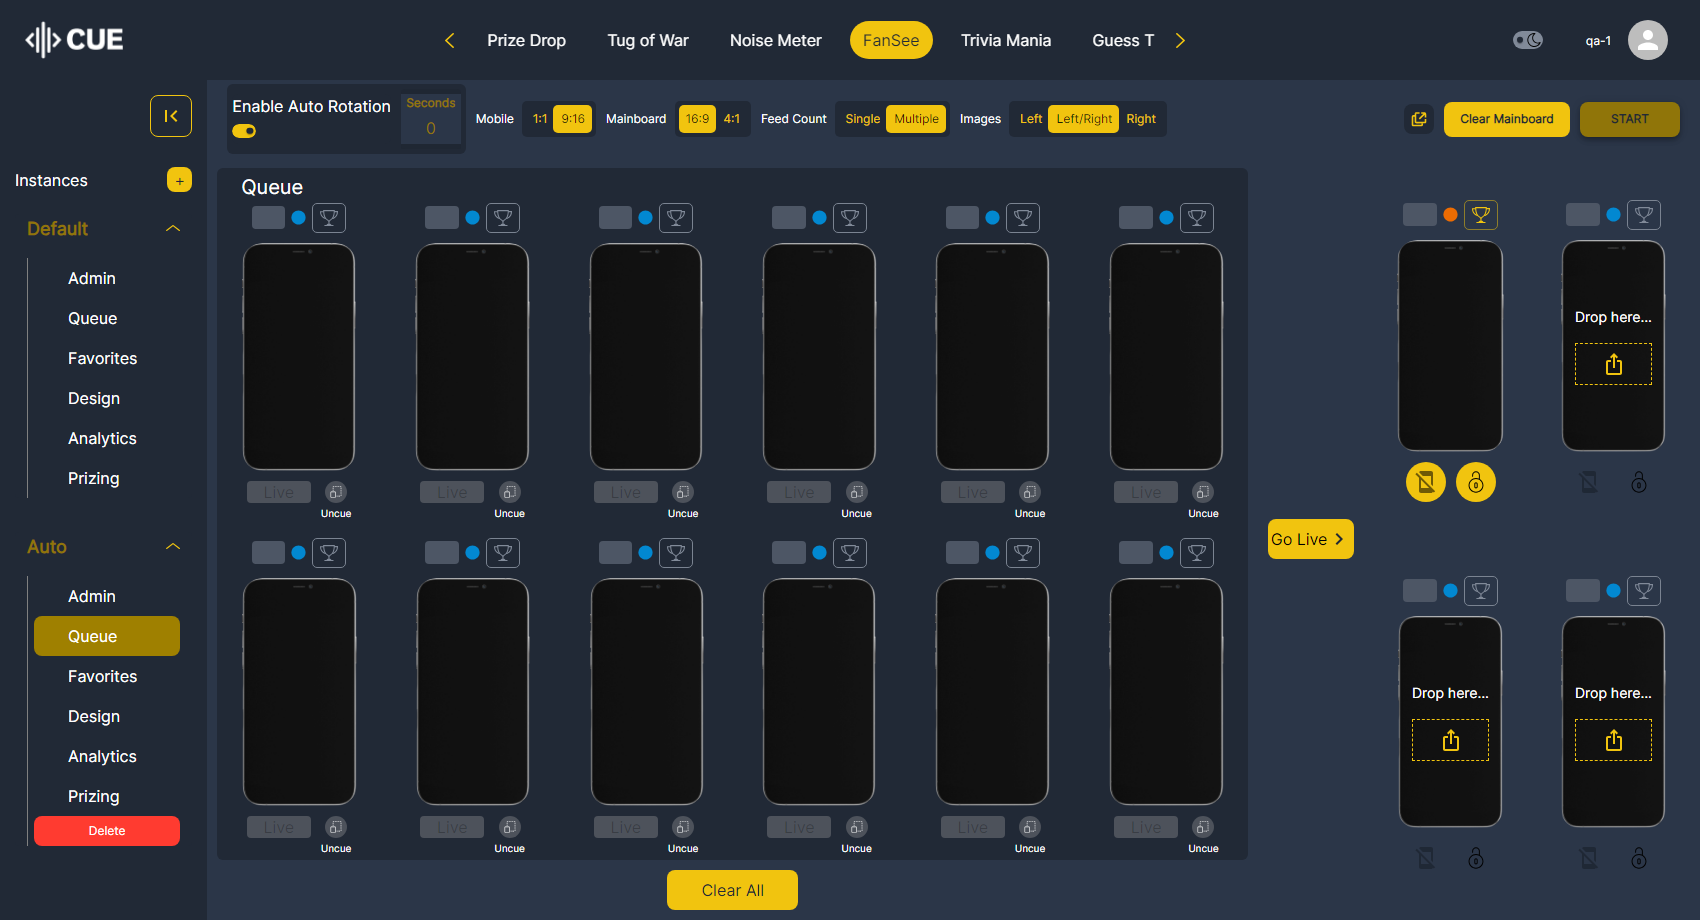 CUE
Prize Drop Tug of War Noise Meter FanSee Trivia Mania Guess T
qa-1
Enable Auto Rotation Seconds 0
Mobile 1:1 9:16 Mainboard 16:9 4:1 Feed Count Single Multiple Images Left Left/Right Right
Clear Mainboard START
Instances +
Default
Admin
Queue
Favorites
Design
Analytics
Prizing
Auto
Admin
Queue
Favorites
Design
Analytics
Prizing
Delete
Queue
Live Live Live Live Live Live
Uncue Uncue Uncue Uncue Uncue Uncue
Live Live Live Live Live Live
Uncue Uncue Uncue Uncue Uncue Uncue
Clear All
Go Live
Drop here...
Drop here... Drop here...